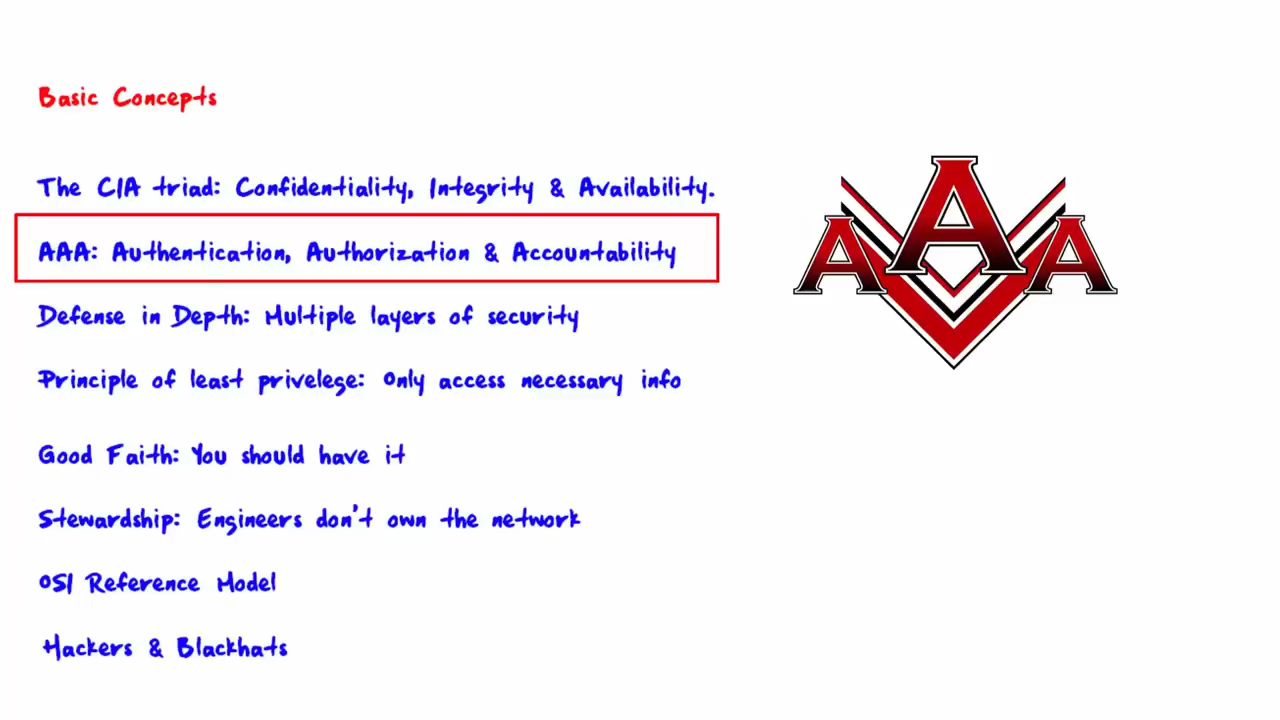 Basic Concepts
The CIA triad: Confidentiality, Integrity & Availability.
AAA: Authentication, Authorization & Accountability
Defense in Depth: Multiple layers of security
Principle of least privelege: Only access necessary info
Good Faith: You should have it
Stewardship: Engineers don't own the network
OSI Reference Model
Hackers & Blackhats
AAA